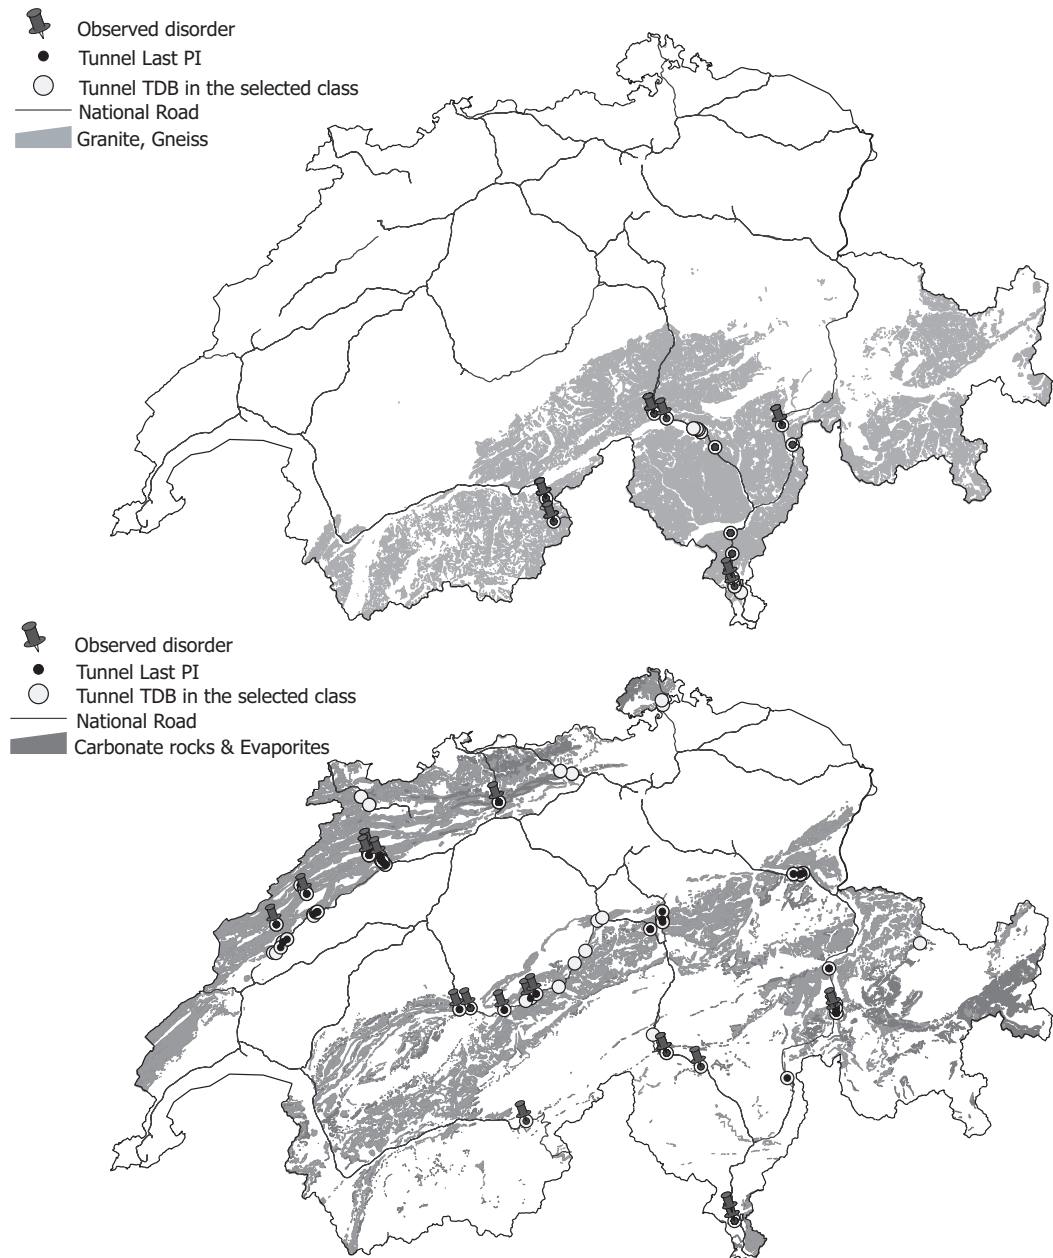 Observed disorder
Tunnel Last PI
Tunnel TDB in the selected class
National Road
Granite, Gneiss
Observed disorder
Tunnel Last PI
Tunnel TDB in the selected class
National Road
Carbonate rocks & Evaporites